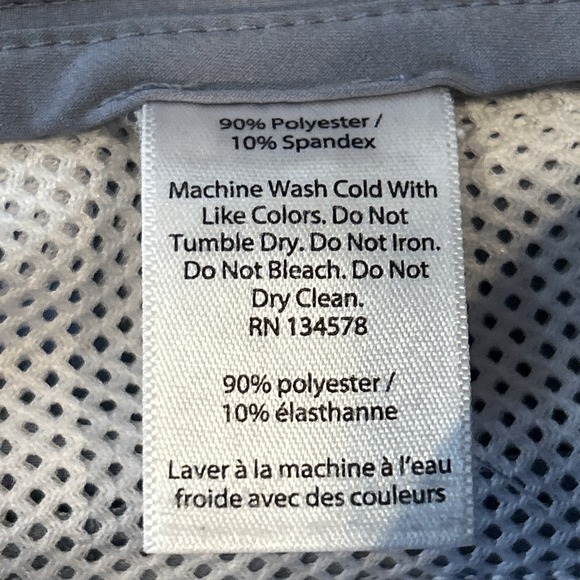 90% Polyester /
10% Spandex
Machine Wash Cold With
Like Colors. Do Not
Tumble Dry. Do Not Iron.
Do Not Bleach. Do Not
Dry Clean.
RN 134578
90% polyester /
10% élasthanne
Laver à la machine à l'eau
froide avec des couleurs